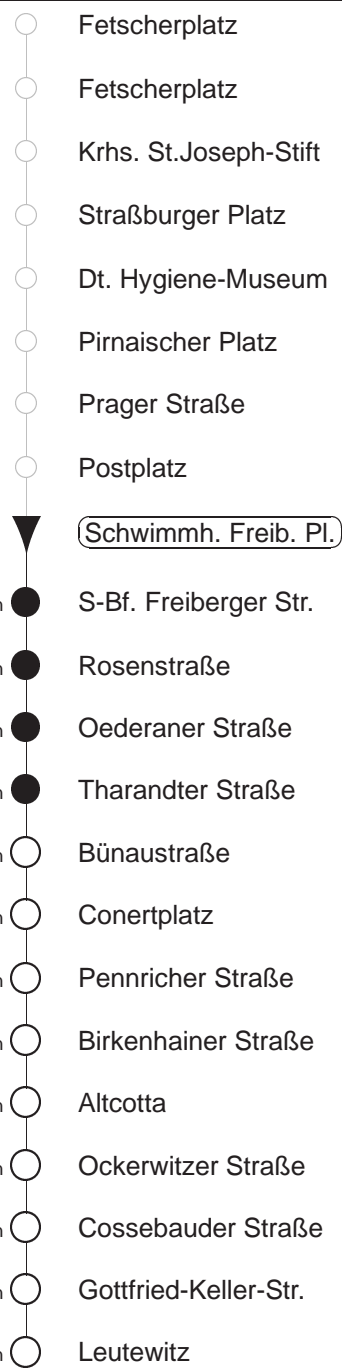 Fetscherplatz
Fetscherplatz
Krhs. St.Joseph-Stift
Straßburger Platz
Dt. Hygiene-Museum
Pirnaischer Platz
Prager Straße
Postplatz
Schwimmh. Freib. Pl.
n S-Bf. Freiberger Str.
n Rosenstraße
n Oederaner Straße
n Tharandter Straße
n Bünaustraße
n Conertplatz
n Pennricher Straße
n Birkenhainer Straße
n Altcotta
n Ockerwitzer Straße
n Cossebauder Straße
n Gottfried-Keller-Str.
n Leutewitz